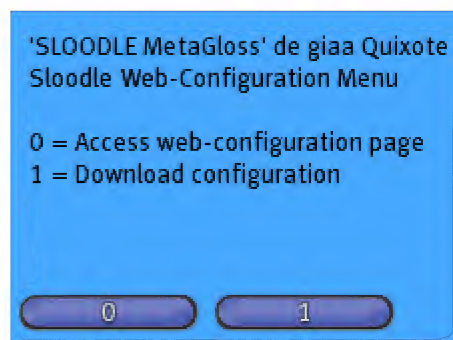 'SLOODLE MetaGloss' de giaa Quixote
Sloodle Web-Configuration Menu
0 = Access web-configuration page
1 = Download configuration
0 1